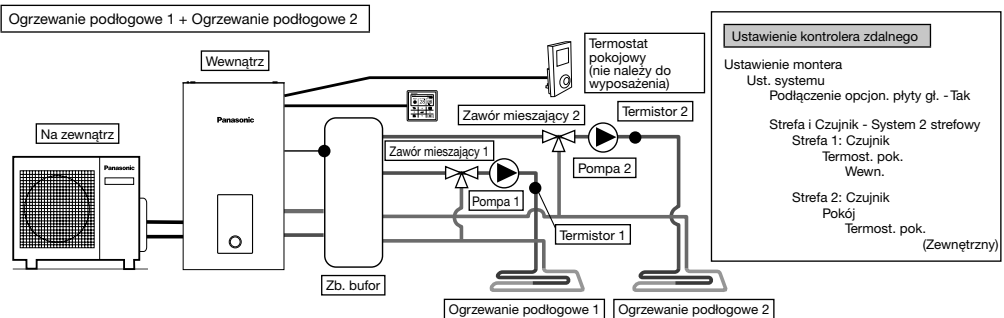 Ogrzewanie podłogowe 1 + Ogrzewanie podłogowe 2
Wewnątrz
Termostat
pokojowy
(nie należy do
wyposażenia)
Na zewnątrz
Panasonic
Panasonic
Zawór mieszający 2
Termistor 2
Zawór mieszający 1
Pompa 2
Pompa 1
Termistor 1
Zb. bufor
Ogrzewanie podłogowe 1
Ogrzewanie podłogowe 2
Ustawienie kontrolera zdalnego
Ustawienie montera
Ust. systemu
Podłączenie opcjon. płyty gł. - Tak
Strefa i Czujnik - System 2 strefowy
Strefa 1: Czujnik
Termost. pok.
Wewn.
Strefa 2: Czujnik
Pokój
Termost. pok.
(Zewnętrzny)